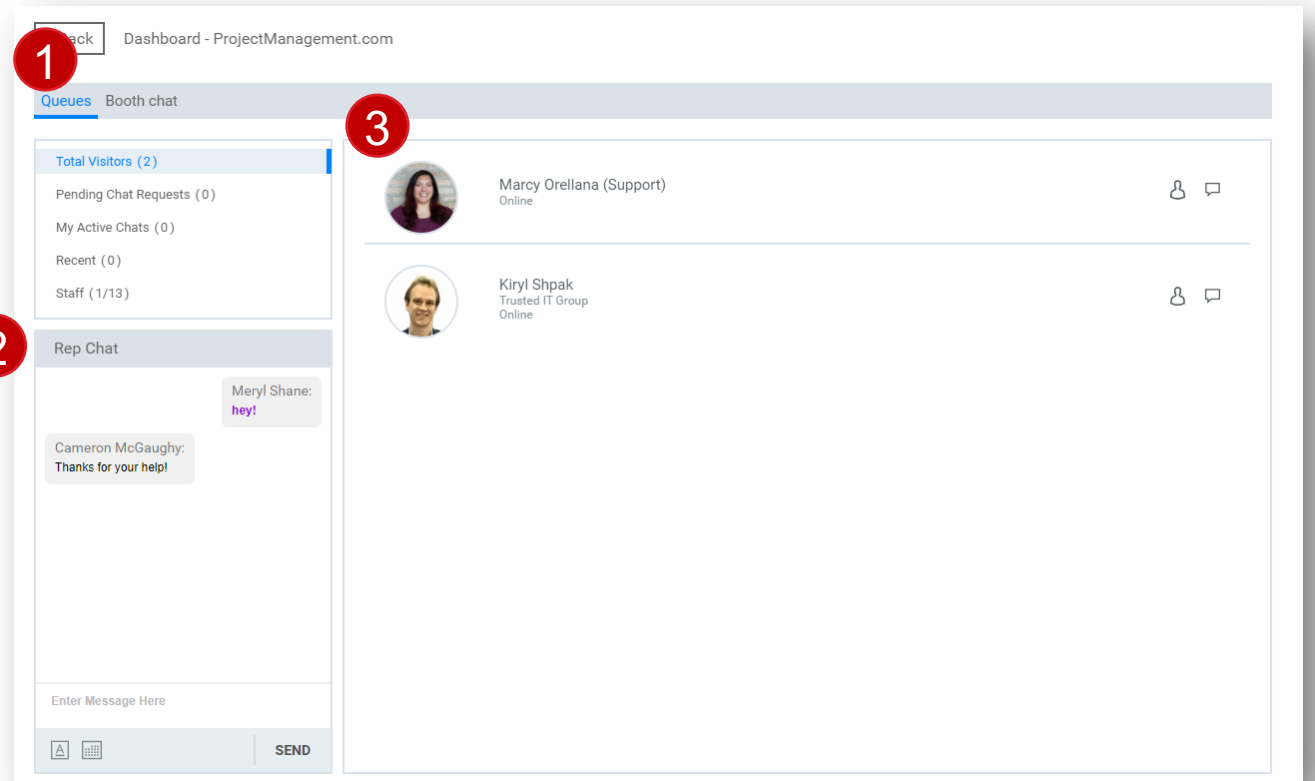 1
Dashboard - ProjectManagement.com
Queues Booth chat
3
Total Visitors (2)
Pending Chat Requests (0)
My Active Chats (0)
Recent (0)
Staff (1/13)
Marcy Orellana (Support)
Online
Kiryl Shpak
Trusted IT Group
Online
2
Rep Chat
Meryl Shane:
hey!
Cameron McGaughy:
Thanks for your help!
Enter Message Here
A
SEND